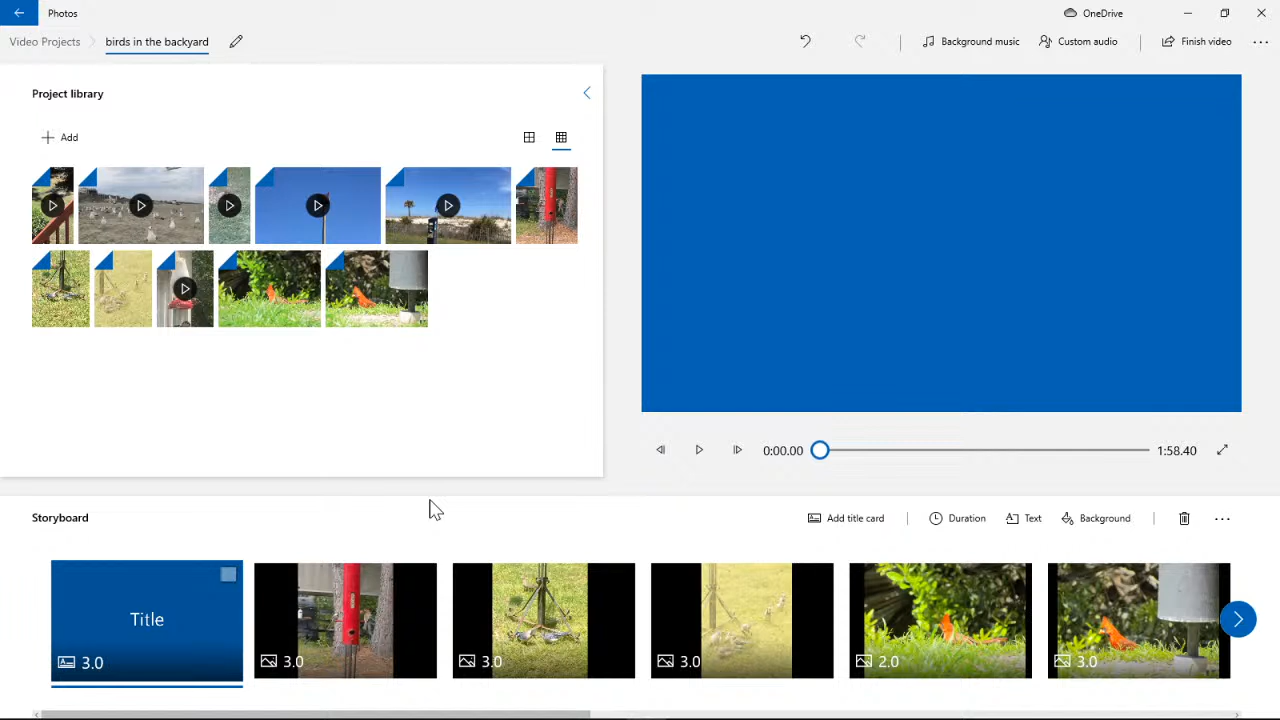 Photos
OneDrive
Video Projects
birds in the backyard
Background music
Custom audio
Finish video
Project library
Add
0:00.00
1:58.40
Storyboard
Add title card
Duration
Text
Background
Title
3.0
3.0
3.0
3.0
2.0
3.0